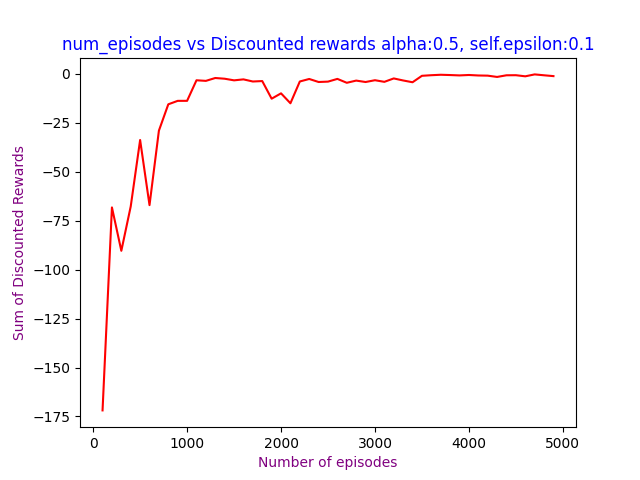 num_episodes vs Discounted rewards alpha:0.5, self.epsilon:0.1
Sum of Discounted Rewards
0
−25
−50
−75
−100
−125
−150
−175
0 1000 2000 3000 4000 5000
Number of episodes